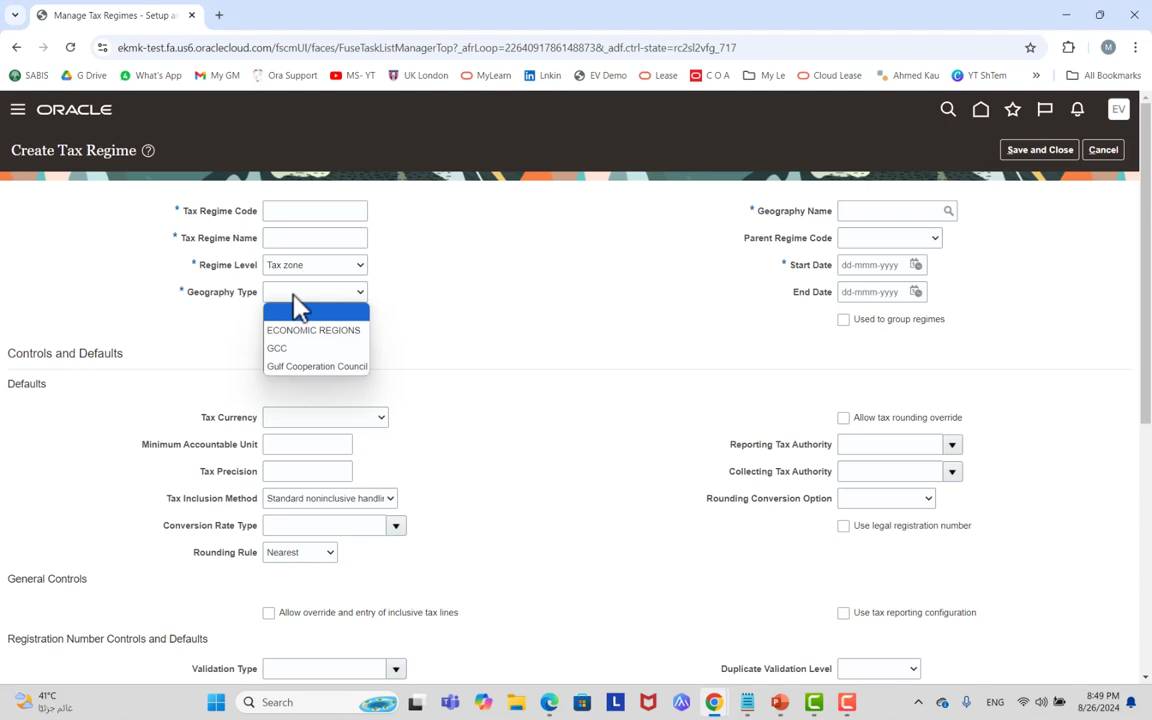 Manage Tax Regimes - Setup a
ekmk-test.fa.us6.oraclecloud.com/fscmUI/faces/FuseTaskListManagerTop?_afrLoop=22640917861488​73&_adf.ctrl-state=rc2sl2vfg_717
M
SABIS G Drive What's App My GM Ora Support MS- YT UK London MyLearn Lnkin EV Demo Lease C O A My Le Cloud Lease Ahmed Kau YT ShTem » All Bookmarks
ORACLE
EV
Create Tax Regime
Save and Close Cancel
* Tax Regime Code
* Geography Name
* Tax Regime Name
Parent Regime Code
* Regime Level Tax zone
* Start Date dd-mmm-yyyy
* Geography Type
End Date dd-mmm-yyyy
Used to group regimes
ECONOMIC REGIONS
GCC
Gulf Cooperation Council
Controls and Defaults
Defaults
Tax Currency
Allow tax rounding override
Minimum Accountable Unit
Reporting Tax Authority
Tax Precision
Collecting Tax Authority
Tax Inclusion Method Standard noninclusive handlin
Rounding Conversion Option
Conversion Rate Type
Use legal registration number
Rounding Rule Nearest
General Controls
Allow override and entry of inclusive tax lines
Use tax reporting configuration
Registration Number Controls and Defaults
Validation Type
Duplicate Validation Level
41°C
غائم جزئيًا
Search
ENG
8:49 PM
8/26/2024